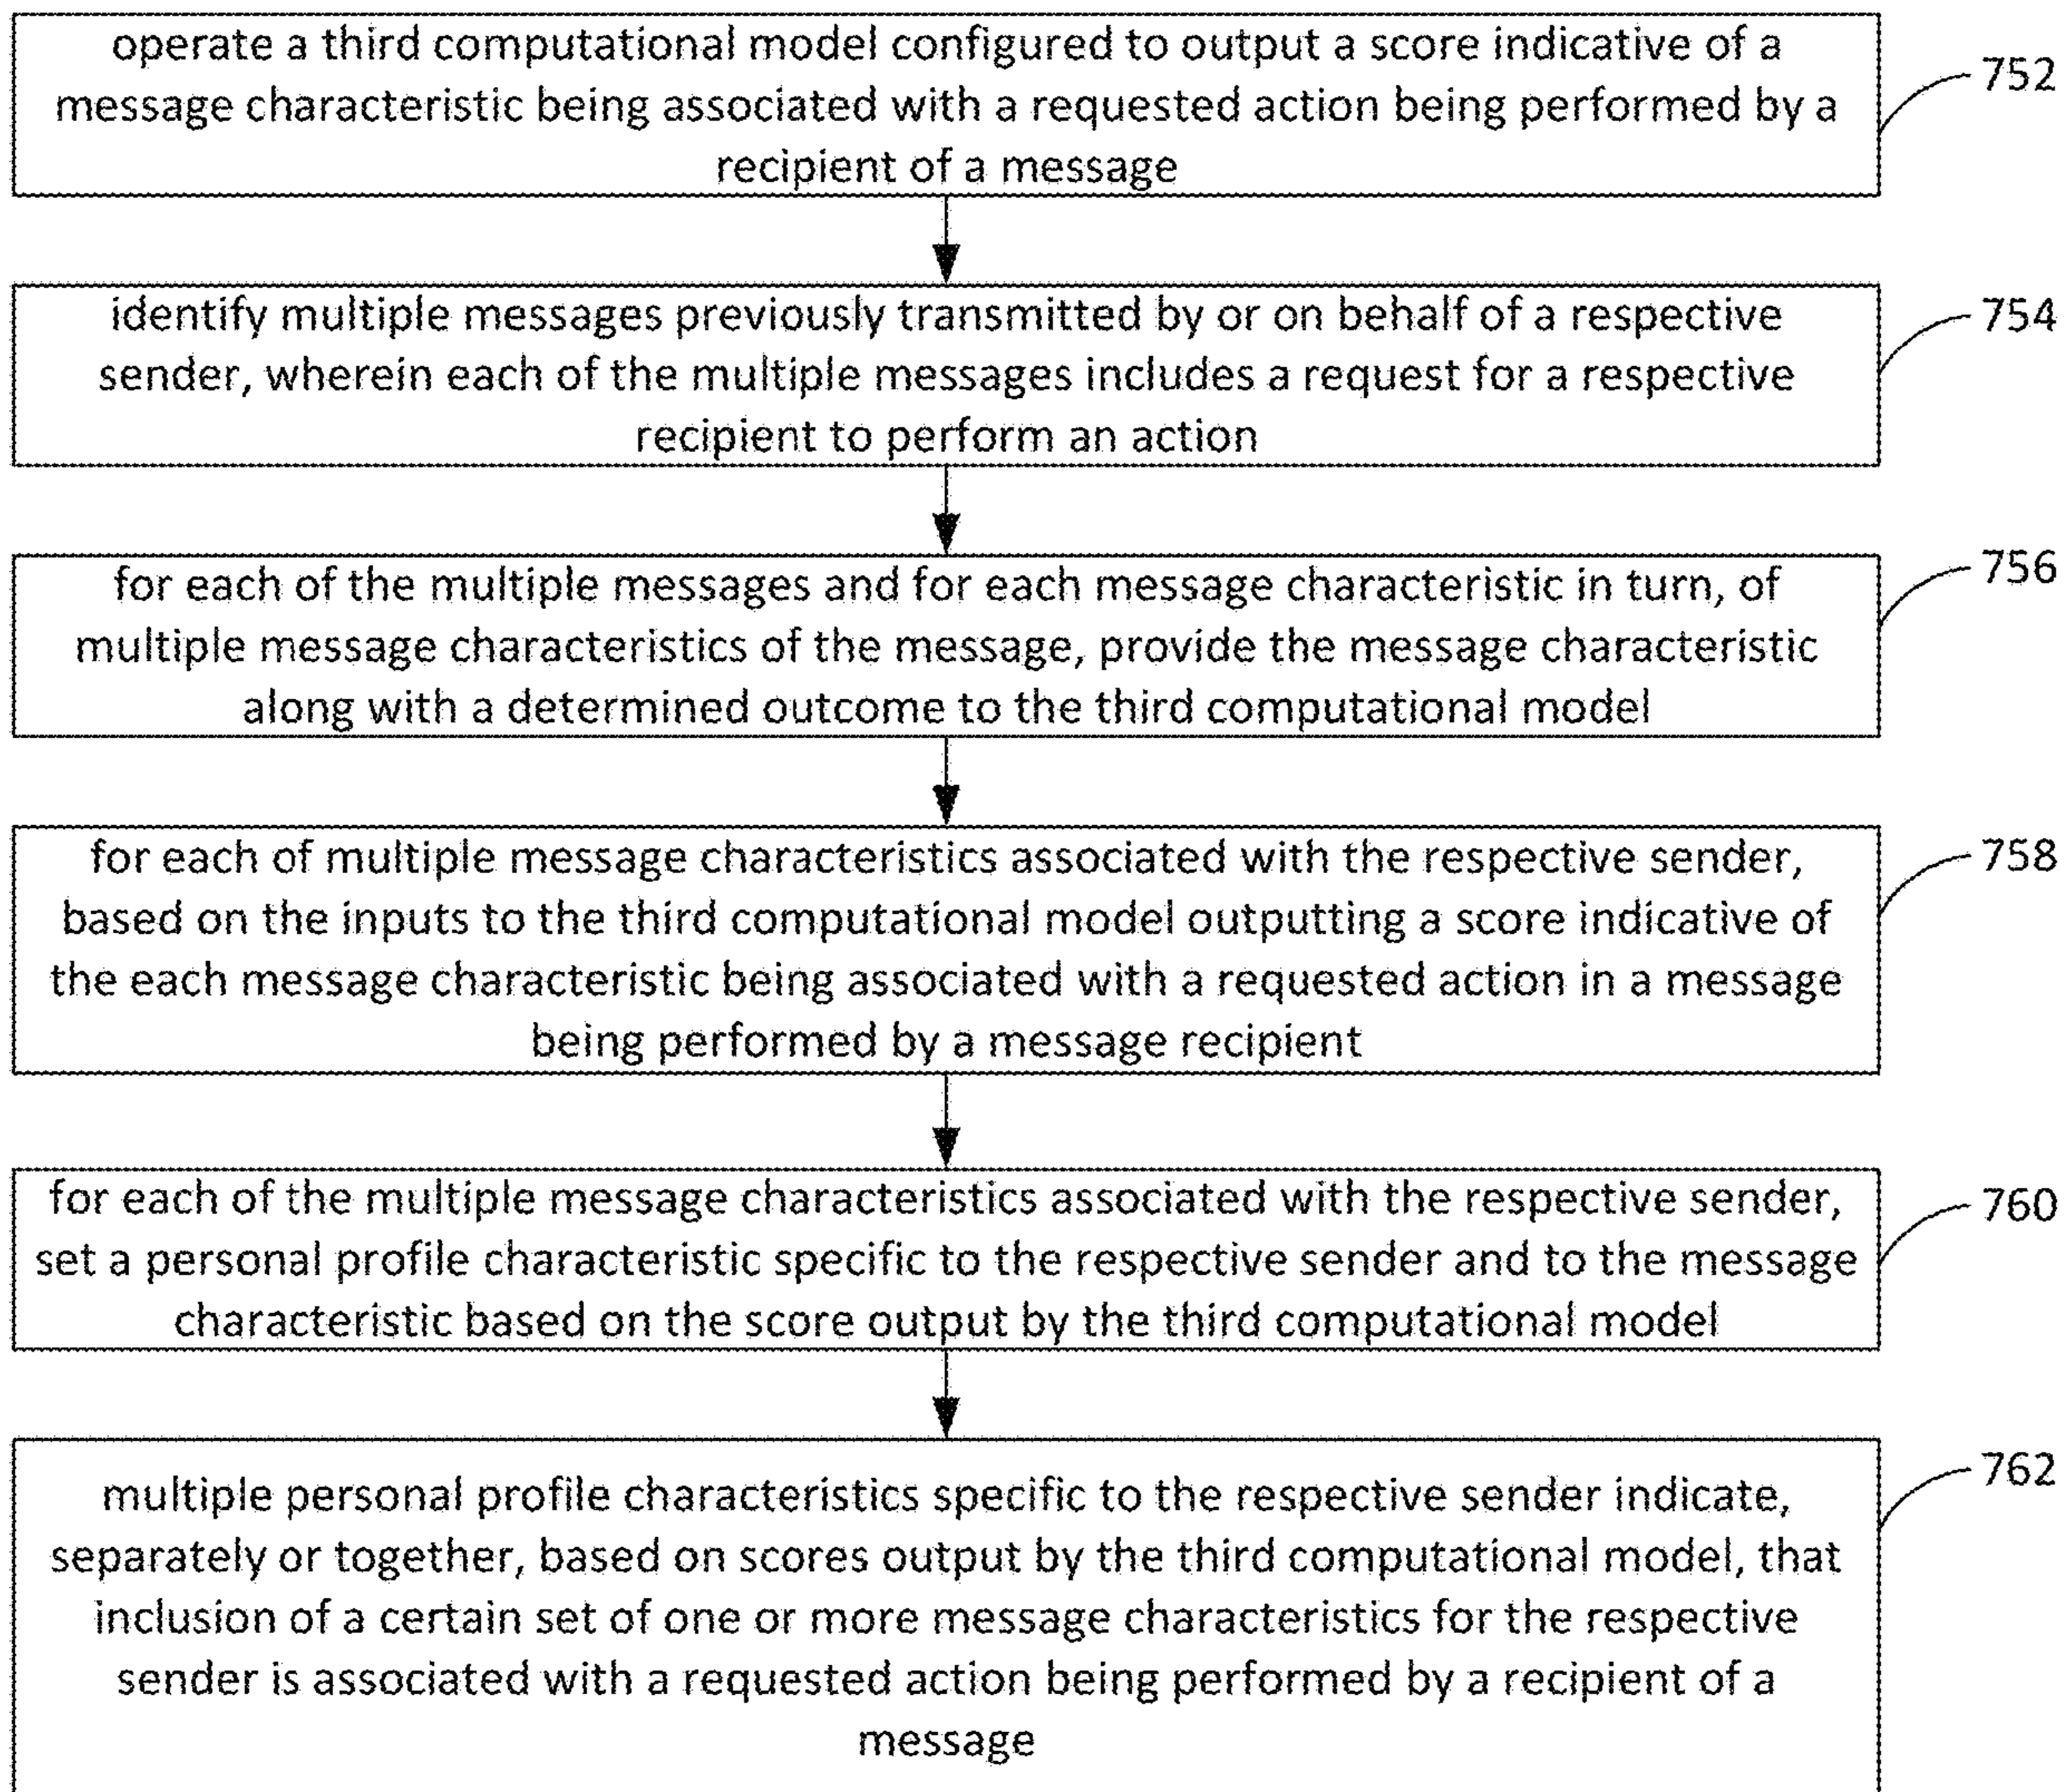 operate a third computational model configured to output a score indicative of a
message characteristic being associated with a requested action being performed by a
recipient of a message
752
identify multiple messages previously transmitted by or on behalf of a respective
sender, wherein each of the multiple messages includes a request for a respective
recipient to perform an action
754
for each of the multiple messages and for each message characteristic in turn, of
multiple message characteristics of the message, provide the message characteristic
along with a determined outcome to the third computational model
756
for each of multiple message characteristics associated with the respective sender,
based on the inputs to the third computational model outputting a score indicative of
the each message characteristic being associated with a requested action in a message
being performed by a message recipient
758
for each of the multiple message characteristics associated with the respective sender,
set a personal profile characteristic specific to the respective sender and to the message
characteristic based on the score output by the third computational model
760
multiple personal profile characteristics specific to the respective sender indicate,
separately or together, based on scores output by the third computational model, that
inclusion of a certain set of one or more message characteristics for the respective
sender is associated with a requested action being performed by a recipient of a
message
762